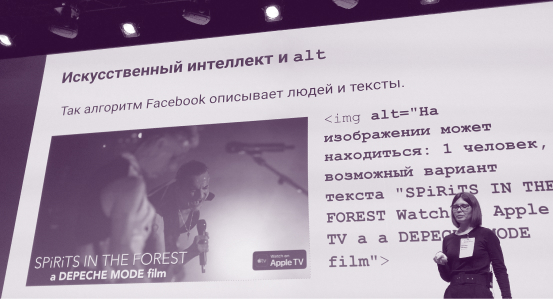 Искусственный интеллект и alt
Так алгоритм Facebook описывает людей и тексты.
<img alt="На
изображении может
находиться: 1 человек,
возможный вариант
текста "SPiRiTS IN THE
FOREST Watch Apple
TV a a DEPECHE MODE
film">
SPiRiTS IN THE FOREST
a DEPECHE MODE film
Watch on
Apple TV